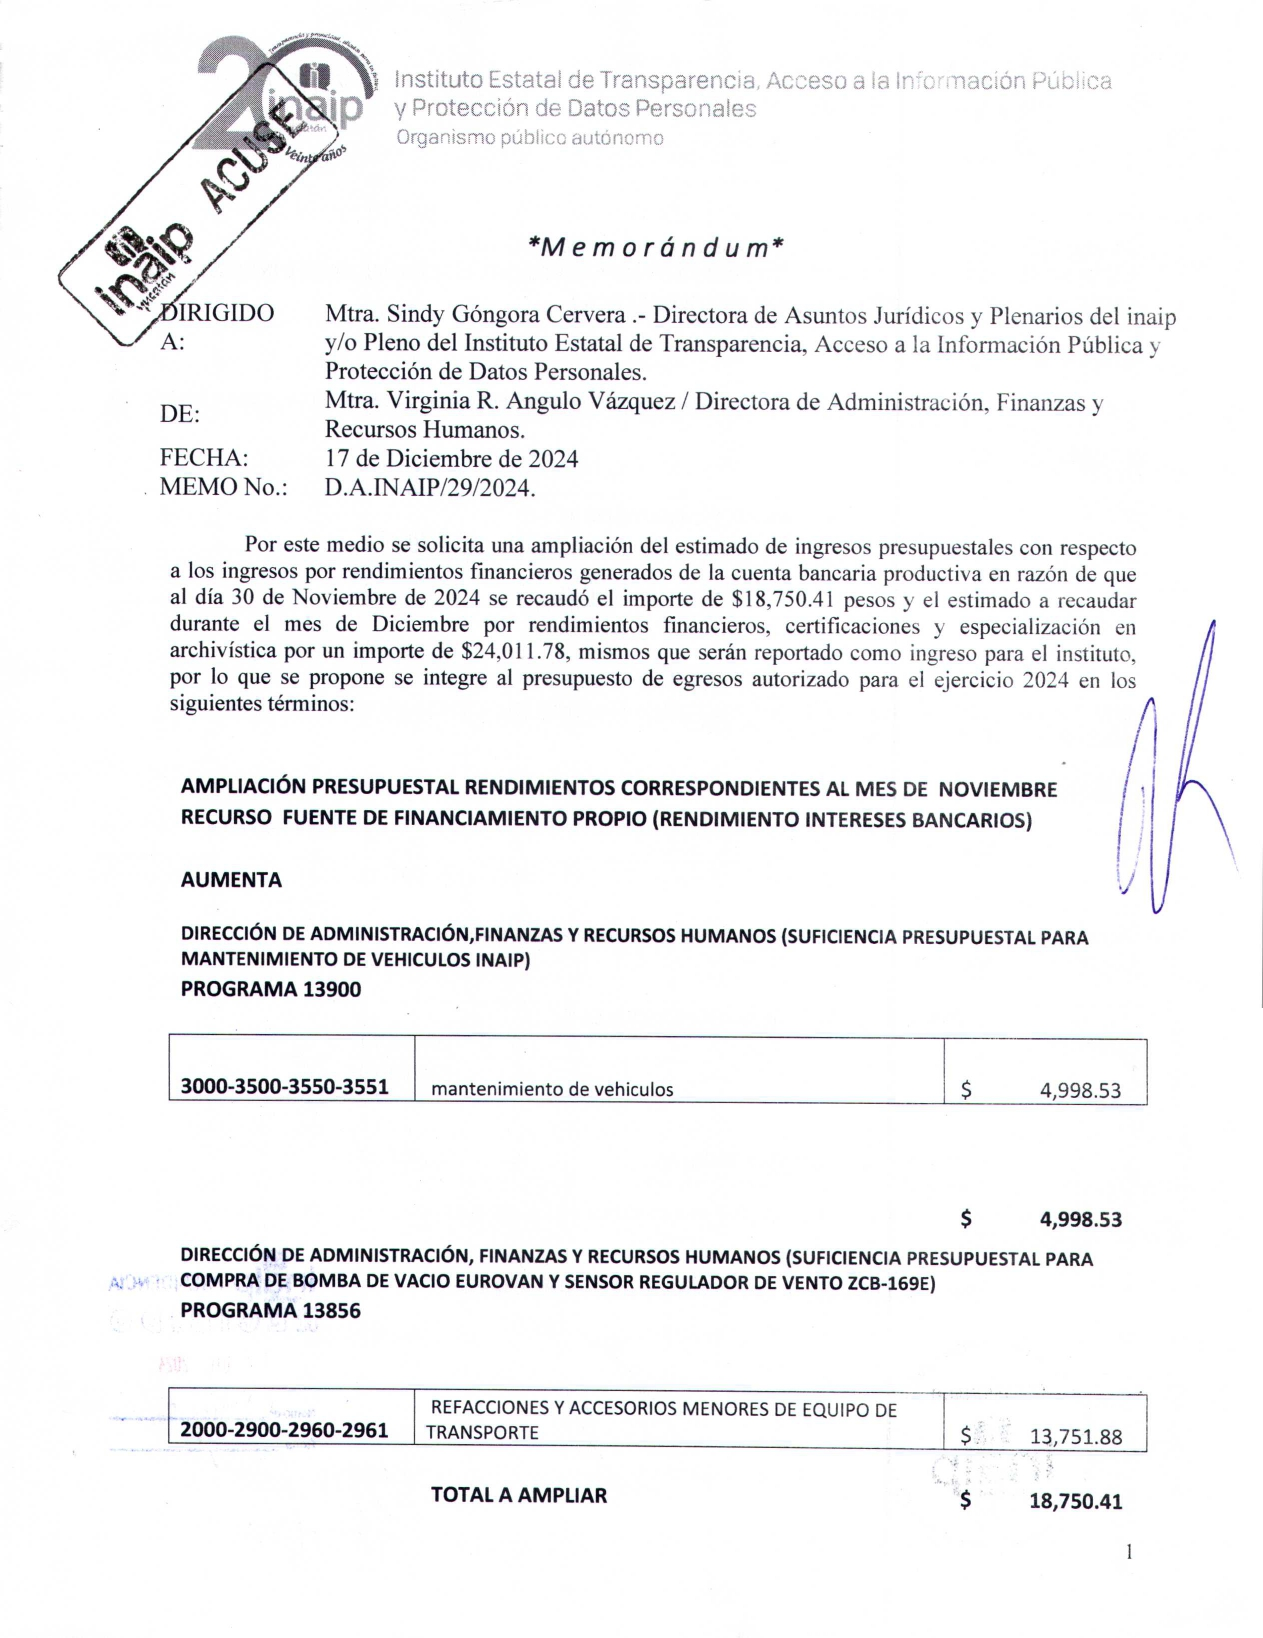 20 inaip
Veinte años
Instituto Estatal de Transparencia, Acceso a la Información Pública
y Protección de Datos Personales
Organismo público autónomo
inaip Yucatán ACUSE
*Memorándum*
DIRIGIDO A: Mtra. Sindy Góngora Cervera .- Directora de Asuntos Jurídicos y Plenarios del inaip
y/o Pleno del Instituto Estatal de Transparencia, Acceso a la Información Pública y
Protección de Datos Personales.
DE: Mtra. Virginia R. Angulo Vázquez / Directora de Administración, Finanzas y
Recursos Humanos.
FECHA: 17 de Diciembre de 2024
MEMO No.: D.A.INAIP/29/2024.
Por este medio se solicita una ampliación del estimado de ingresos presupuestales con respecto
a los ingresos por rendimientos financieros generados de la cuenta bancaria productiva en razón de que
al día 30 de Noviembre de 2024 se recaudó el importe de $18,750.41 pesos y el estimado a recaudar
durante el mes de Diciembre por rendimientos financieros, certificaciones y especialización en
archivística por un importe de $24,011.78, mismos que serán reportado como ingreso para el instituto,
por lo que se propone se integre al presupuesto de egresos autorizado para el ejercicio 2024 en los
siguientes términos:
AMPLIACIÓN PRESUPUESTAL RENDIMIENTOS CORRESPONDIENTES AL MES DE NOVIEMBRE
RECURSO FUENTE DE FINANCIAMIENTO PROPIO (RENDIMIENTO INTERESES BANCARIOS)
AUMENTA
DIRECCIÓN DE ADMINISTRACIÓN,FINANZAS Y RECURSOS HUMANOS (SUFICIENCIA PRESUPUESTAL PARA
MANTENIMIENTO DE VEHICULOS INAIP)
PROGRAMA 13900
3000-3500-3550-3551 mantenimiento de vehiculos $ 4,998.53
$ 4,998.53
DIRECCIÓN DE ADMINISTRACIÓN, FINANZAS Y RECURSOS HUMANOS (SUFICIENCIA PRESUPUESTAL PARA
COMPRA DE BOMBA DE VACIO EUROVAN Y SENSOR REGULADOR DE VENTO ZCB-169E)
PROGRAMA 13856
REFACCIONES Y ACCESORIOS MENORES DE EQUIPO DE
2000-2900-2960-2961 TRANSPORTE $ 13,751.88
TOTAL A AMPLIAR $ 18,750.41
1